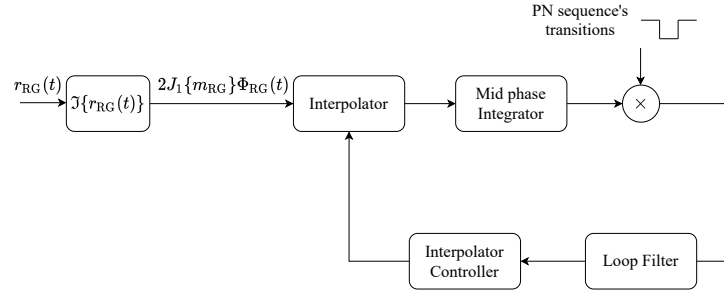 PN sequence's
transitions
r_RG(t)
ℑ{r_RG(t)}
2J_1{m_RG}Φ_RG(t)
Interpolator
Mid phase
Integrator
×
Interpolator
Controller
Loop Filter